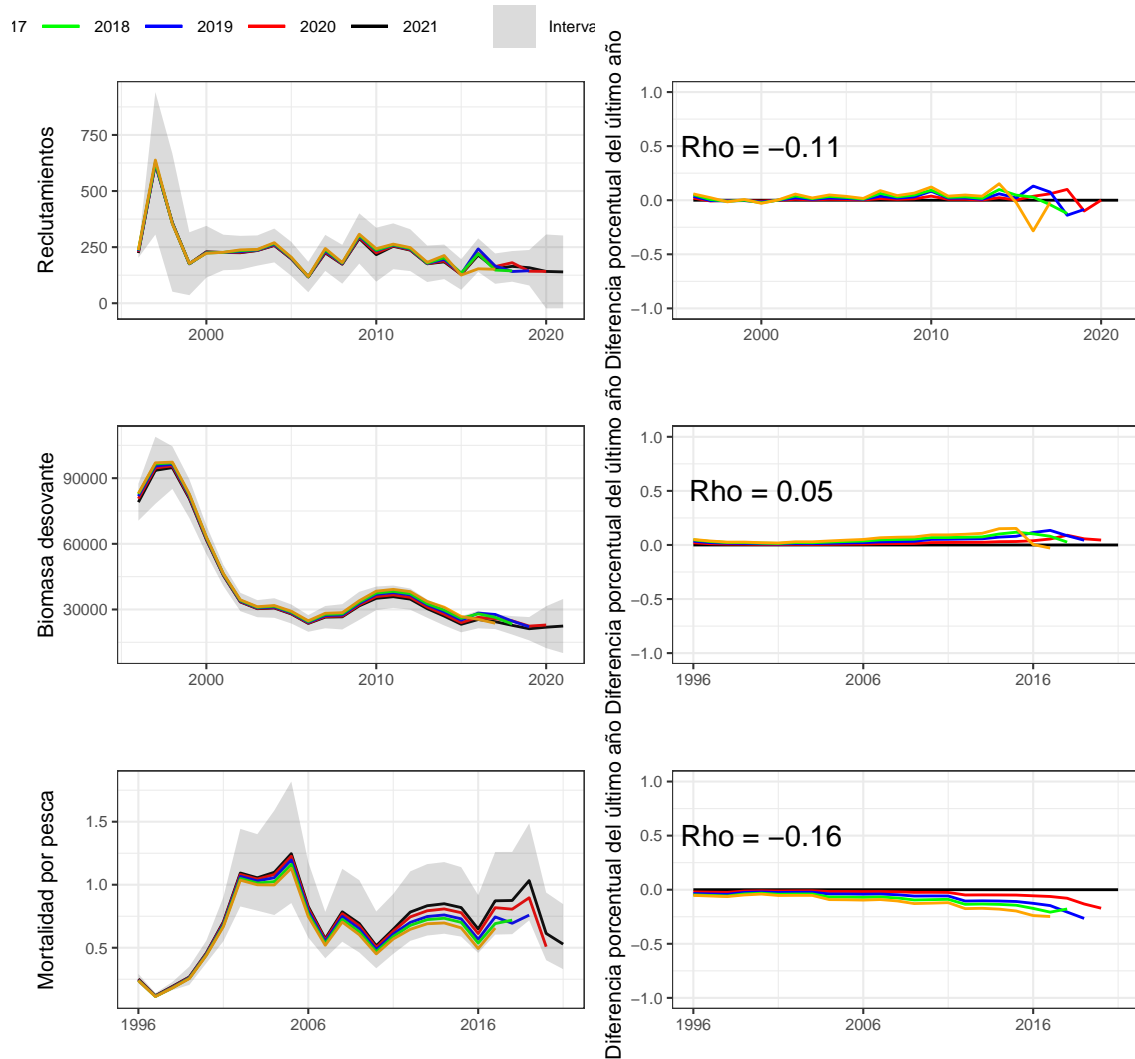 17 2018 2019 2020 2021 Interva
Reclutamientos
750
500
250
0
2000 2010 2020
Diferencia porcentual del último año
1.0
0.5
0.0
−0.5
−1.0
Rho = −0.11
2000 2010 2020
Biomasa desovante
90000
60000
30000
2000 2010 2020
Diferencia porcentual del último año
1.0
0.5
0.0
−0.5
−1.0
Rho = 0.05
1996 2006 2016
Mortalidad por pesca
1.5
1.0
0.5
1996 2006 2016
Diferencia porcentual del último año
1.0
0.5
0.0
−0.5
−1.0
Rho = −0.16
1996 2006 2016